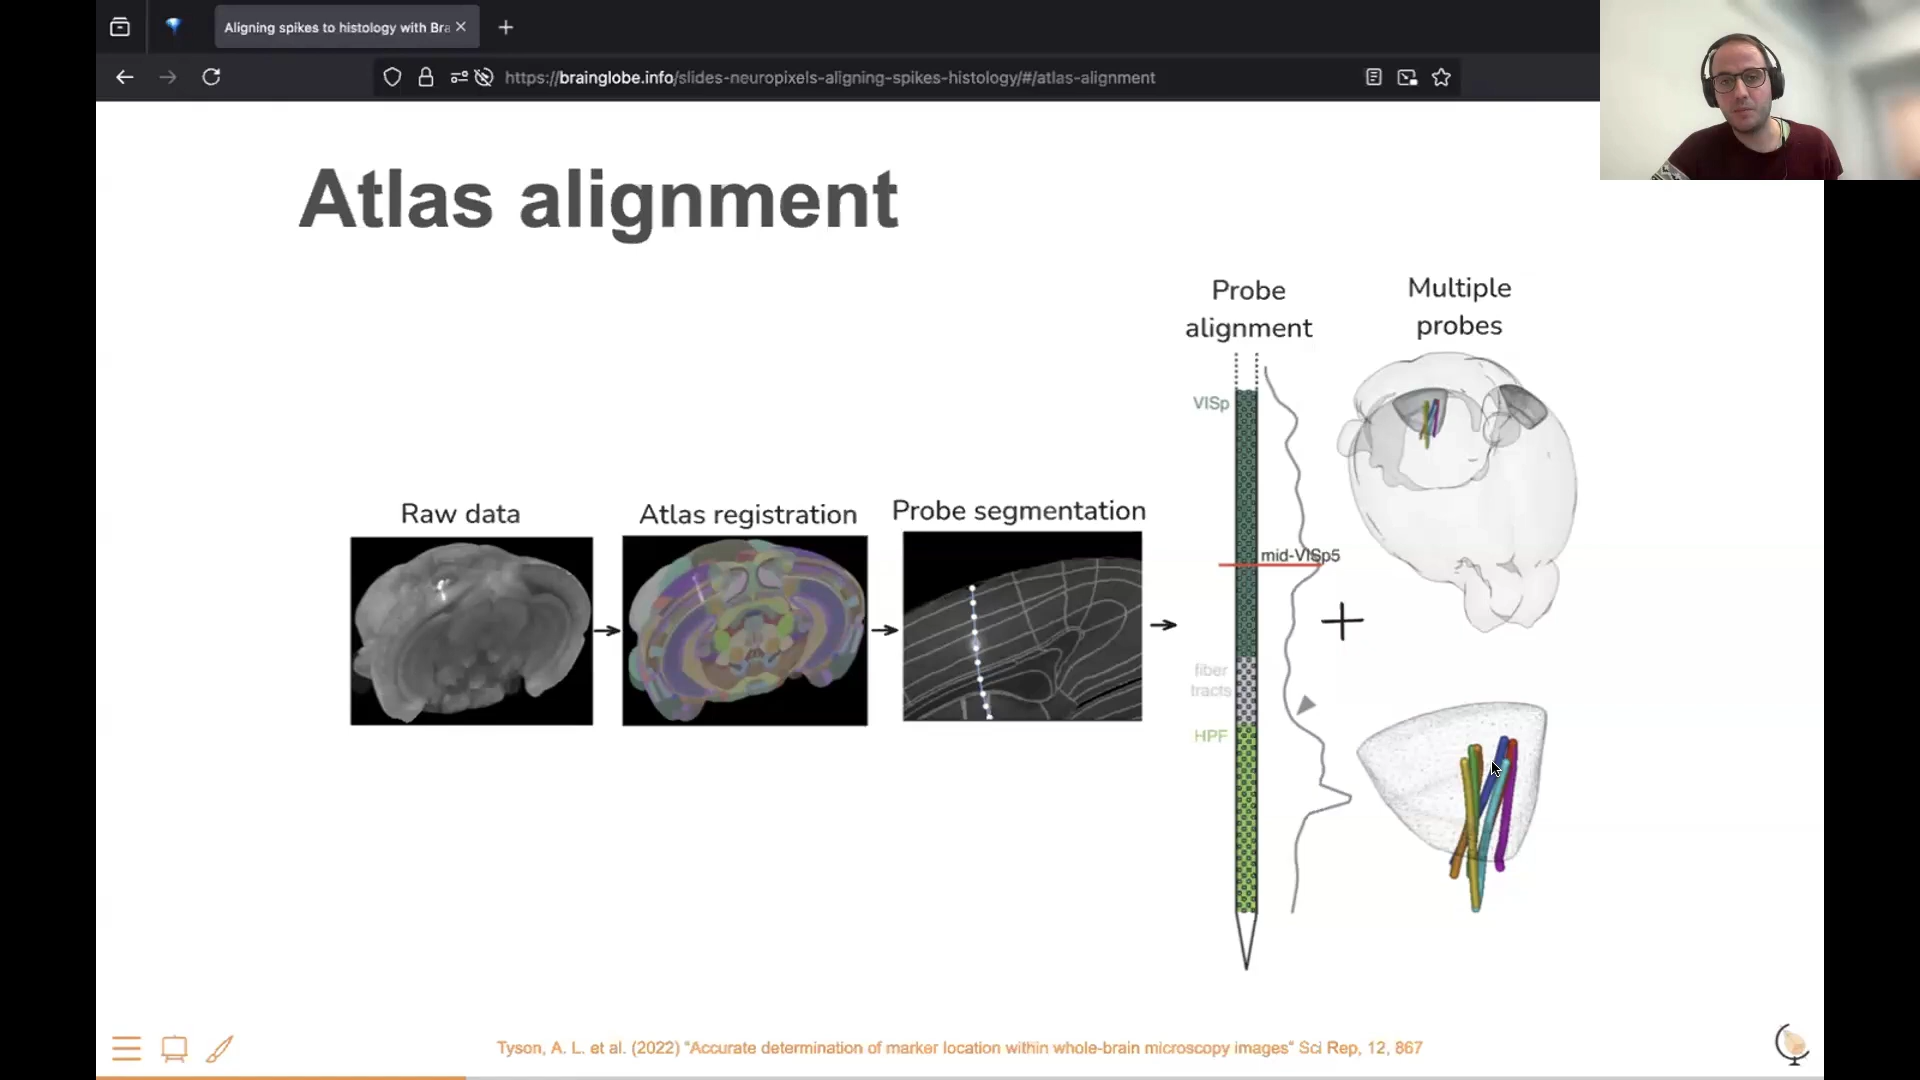 Aligning spikes to histology with Bra
https://brainglobe.info/slides-neuropixels-aligning-spikes-histology/#/atlas-alignment
Atlas alignment
Raw data
Atlas registration
Probe segmentation
Probe
alignment
VISp
mid-VISp5
fiber
tracts
HPF
Multiple
probes
Tyson, A. L. et al. (2022) "Accurate determination of marker location within whole-brain microscopy images" Sci Rep, 12, 867